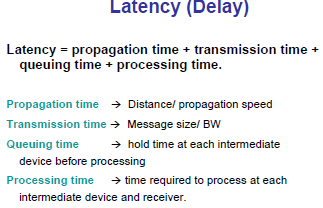 Latency (Delay)
Latency = propagation time + transmission time +
queuing time + processing time.
Propagation time → Distance/ propagation speed
Transmission time → Message size/ BW
Queuing time → hold time at each intermediate
device before processing
Processing time → time required to process at each
intermediate device and receiver.